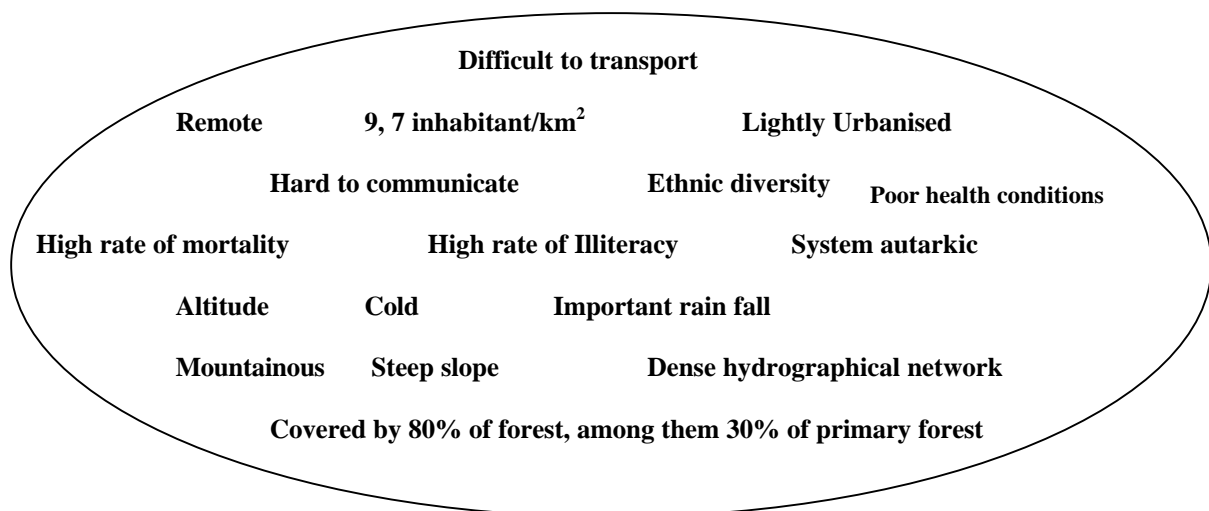 Difficult to transport
Remote 9, 7 inhabitant/km² Lightly Urbanised
Hard to communicate Ethnic diversity Poor health conditions
High rate of mortality High rate of Illiteracy System autarkic
Altitude Cold Important rain fall
Mountainous Steep slope Dense hydrographical network
Covered by 80% of forest, among them 30% of primary forest